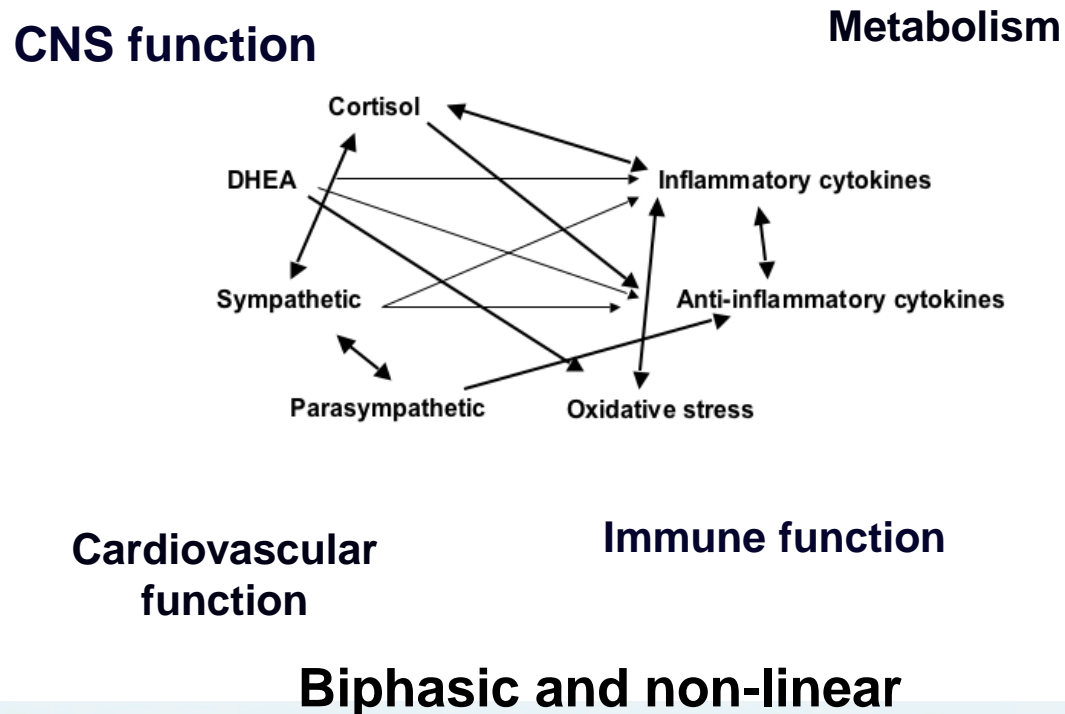 CNS function
Metabolism
Cortisol
DHEA
Inflammatory cytokines
Sympathetic
Anti-inflammatory cytokines
Parasympathetic
Oxidative stress
Cardiovascular
function
Immune function
Biphasic and non-linear